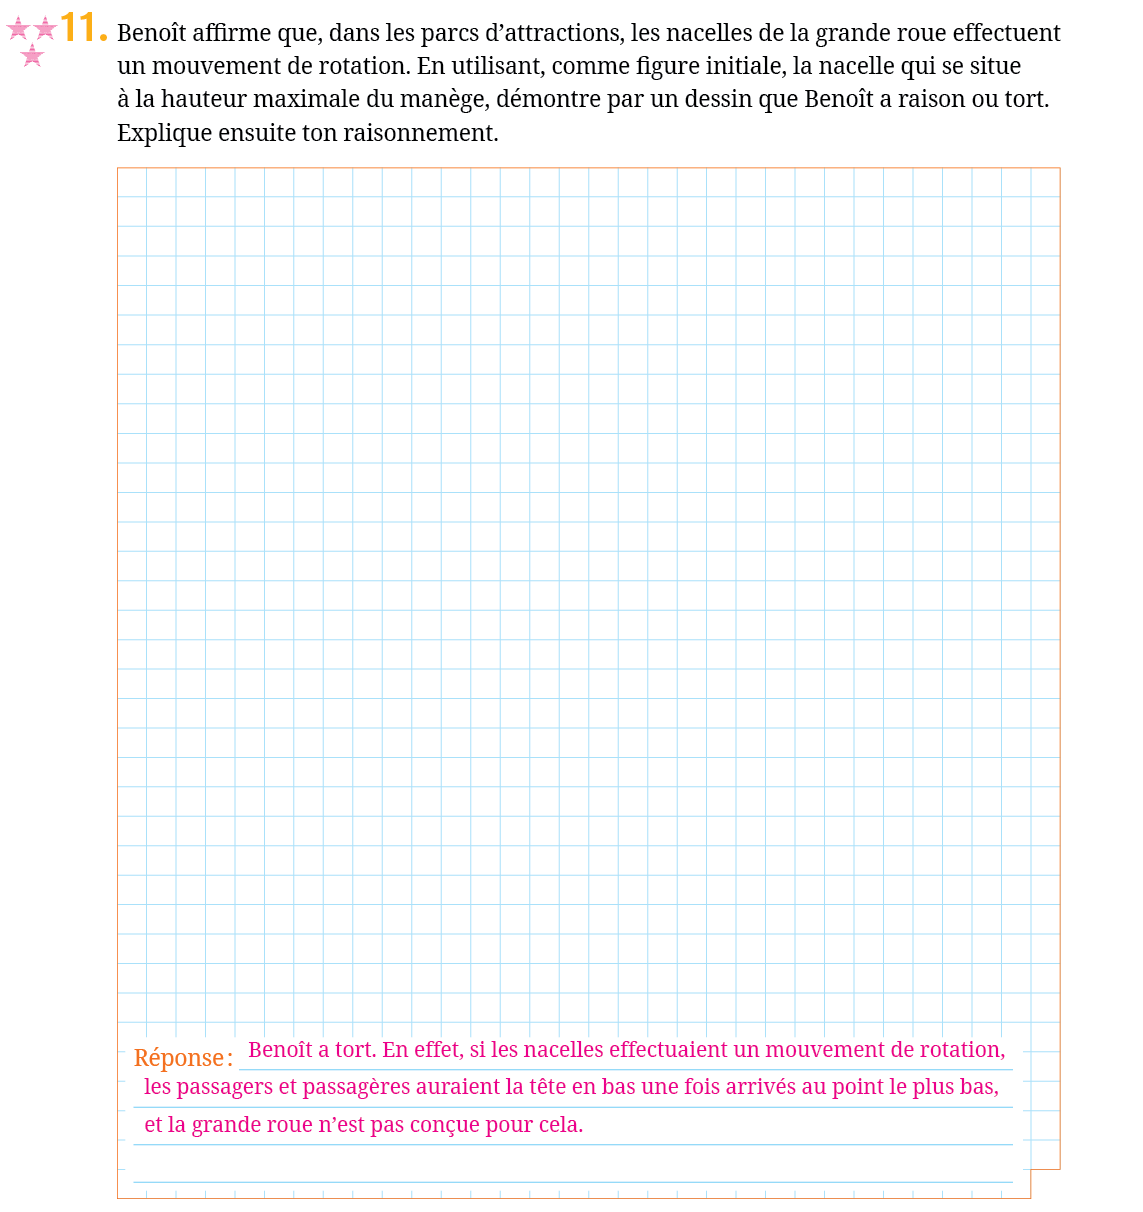 11. Benoît affirme que, dans les parcs d’attractions, les nacelles de la grande roue effectuent
un mouvement de rotation. En utilisant, comme figure initiale, la nacelle qui se situe
à la hauteur maximale du manège, démontre par un dessin que Benoît a raison ou tort.
Explique ensuite ton raisonnement.
Réponse : Benoît a tort. En effet, si les nacelles effectuaient un mouvement de rotation,
les passagers et passagères auraient la tête en bas une fois arrivés au point le plus bas,
et la grande roue n’est pas conçue pour cela.